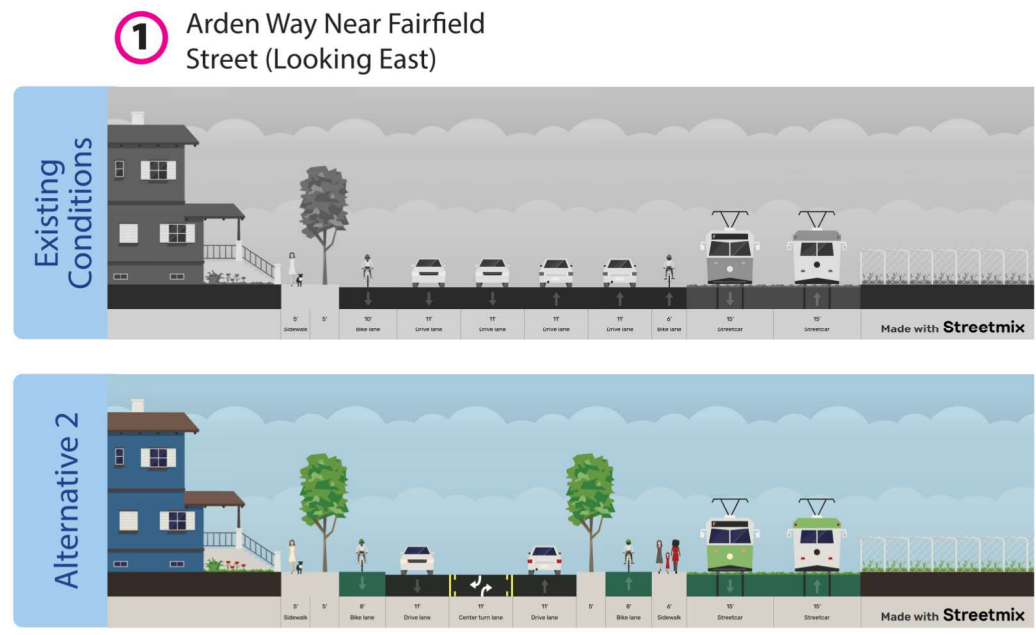 1
Arden Way Near Fairfield
Street (Looking East)
Existing
Conditions
5' 5' 10' 11' 11' 11' 11' 6' 15' 15'
Sidewalk Bike lane Drive lane Drive lane Drive lane Drive lane Bike lane Streetcar Streetcar
Made with Streetmix
Alternative 2
5' 5' 8' 11' 11' 11' 5' 8' 6' 15' 15'
Sidewalk Bike lane Drive lane Center turn lane Drive lane Bike lane Sidewalk Streetcar Streetcar
Made with Streetmix